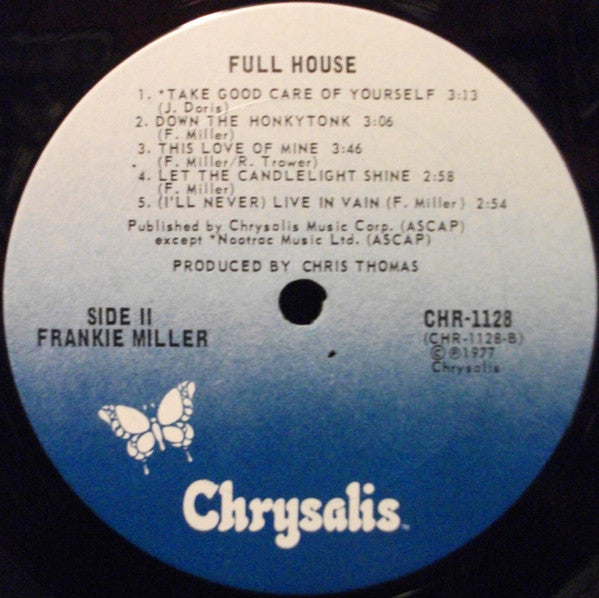 FULL HOUSE
1. *TAKE GOOD CARE OF YOURSELF 3:13
(J. Doris)
2. DOWN THE HONKYTONK 3:06
(F. Miller)
3. THIS LOVE OF MINE 3:46
(F. Miller/R. Trower)
4. LET THE CANDLELIGHT SHINE 2:58
(F. Miller)
5. (I'LL NEVER) LIVE IN VAIN (F. Miller) 2:54
Published by Chrysalis Music Corp. (ASCAP)
except *Nootrac Music Ltd. (ASCAP)
PRODUCED BY CHRIS THOMAS
SIDE II
FRANKIE MILLER
CHR-1128
(CHR-1128-B)
© ℗ 1977
Chrysalis
Chrysalis™